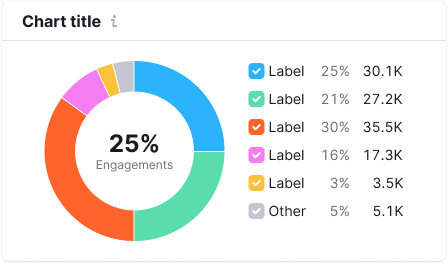 Chart title i
25%
Engagements
Label 25% 30.1K
Label 21% 27.2K
Label 30% 35.5K
Label 16% 17.3K
Label 3% 3.5K
Other 5% 5.1K